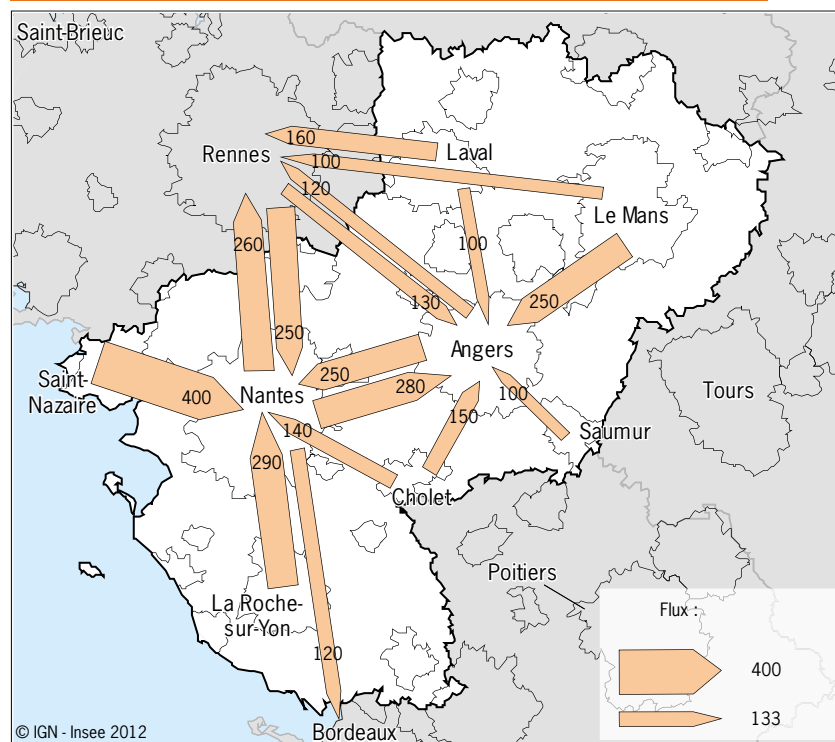 Saint-Brieuc
160
Rennes
Laval
100
120
Le Mans
260
100
130
250
250
Angers
250
Saint-
Nazaire
400
Nantes
280
Tours
150
100
140
Saumur
290
Cholet
Poitiers
La Roche-
sur-Yon
Flux :
120
400
133
© IGN - Insee 2012
Bordeaux